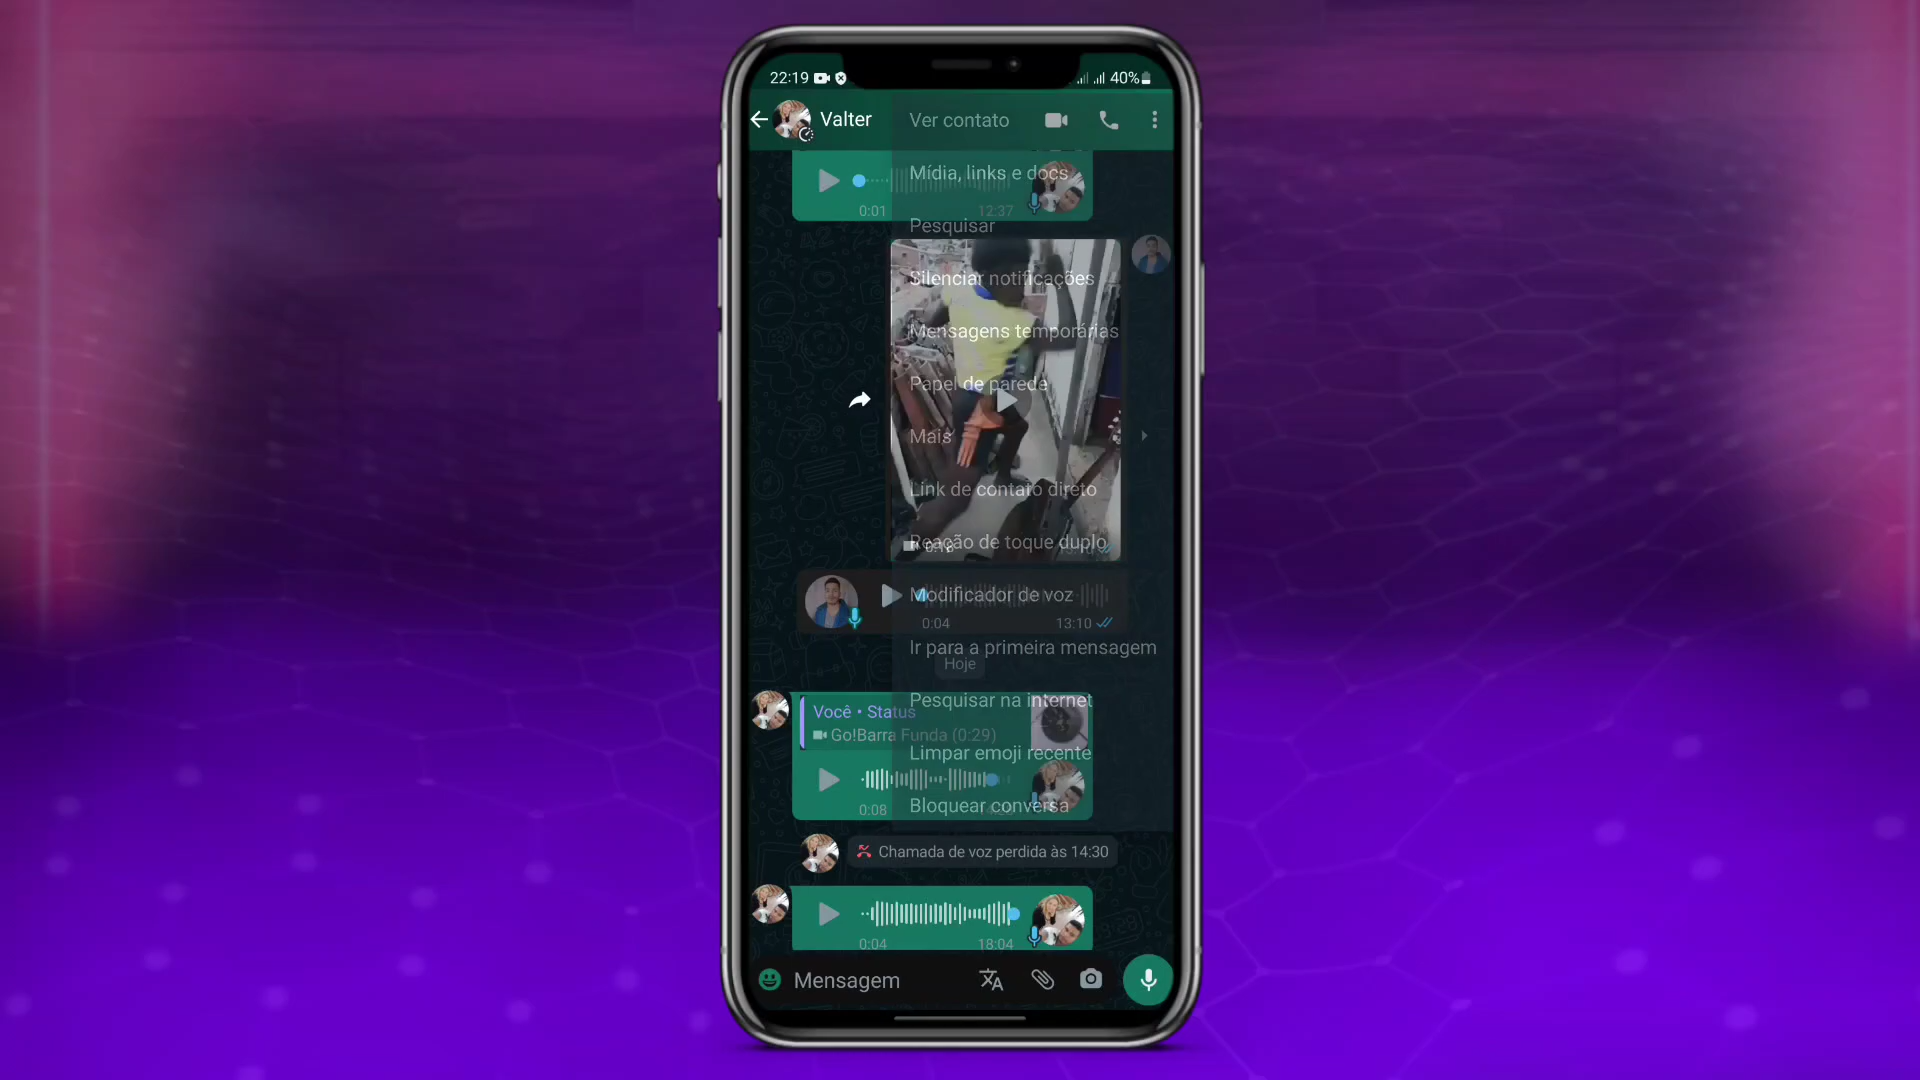 22:19
40%
Valter
Ver contato
Mídia, links e docs
0:01
12:37
Pesquisar
Silenciar notificações
Mensagens temporárias
Papel de parede
Mais
Link de contato direto
Reação de toque duplo
Modificador de voz
0:04
13:10
Ir para a primeira mensagem
Hoje
Pesquisar na internet
Você • Status
Go!Barra Funda (0:29)
Limpar emoji recente
0:08
Bloquear conversa
Chamada de voz perdida às 14:30
0:04
18:04
Mensagem